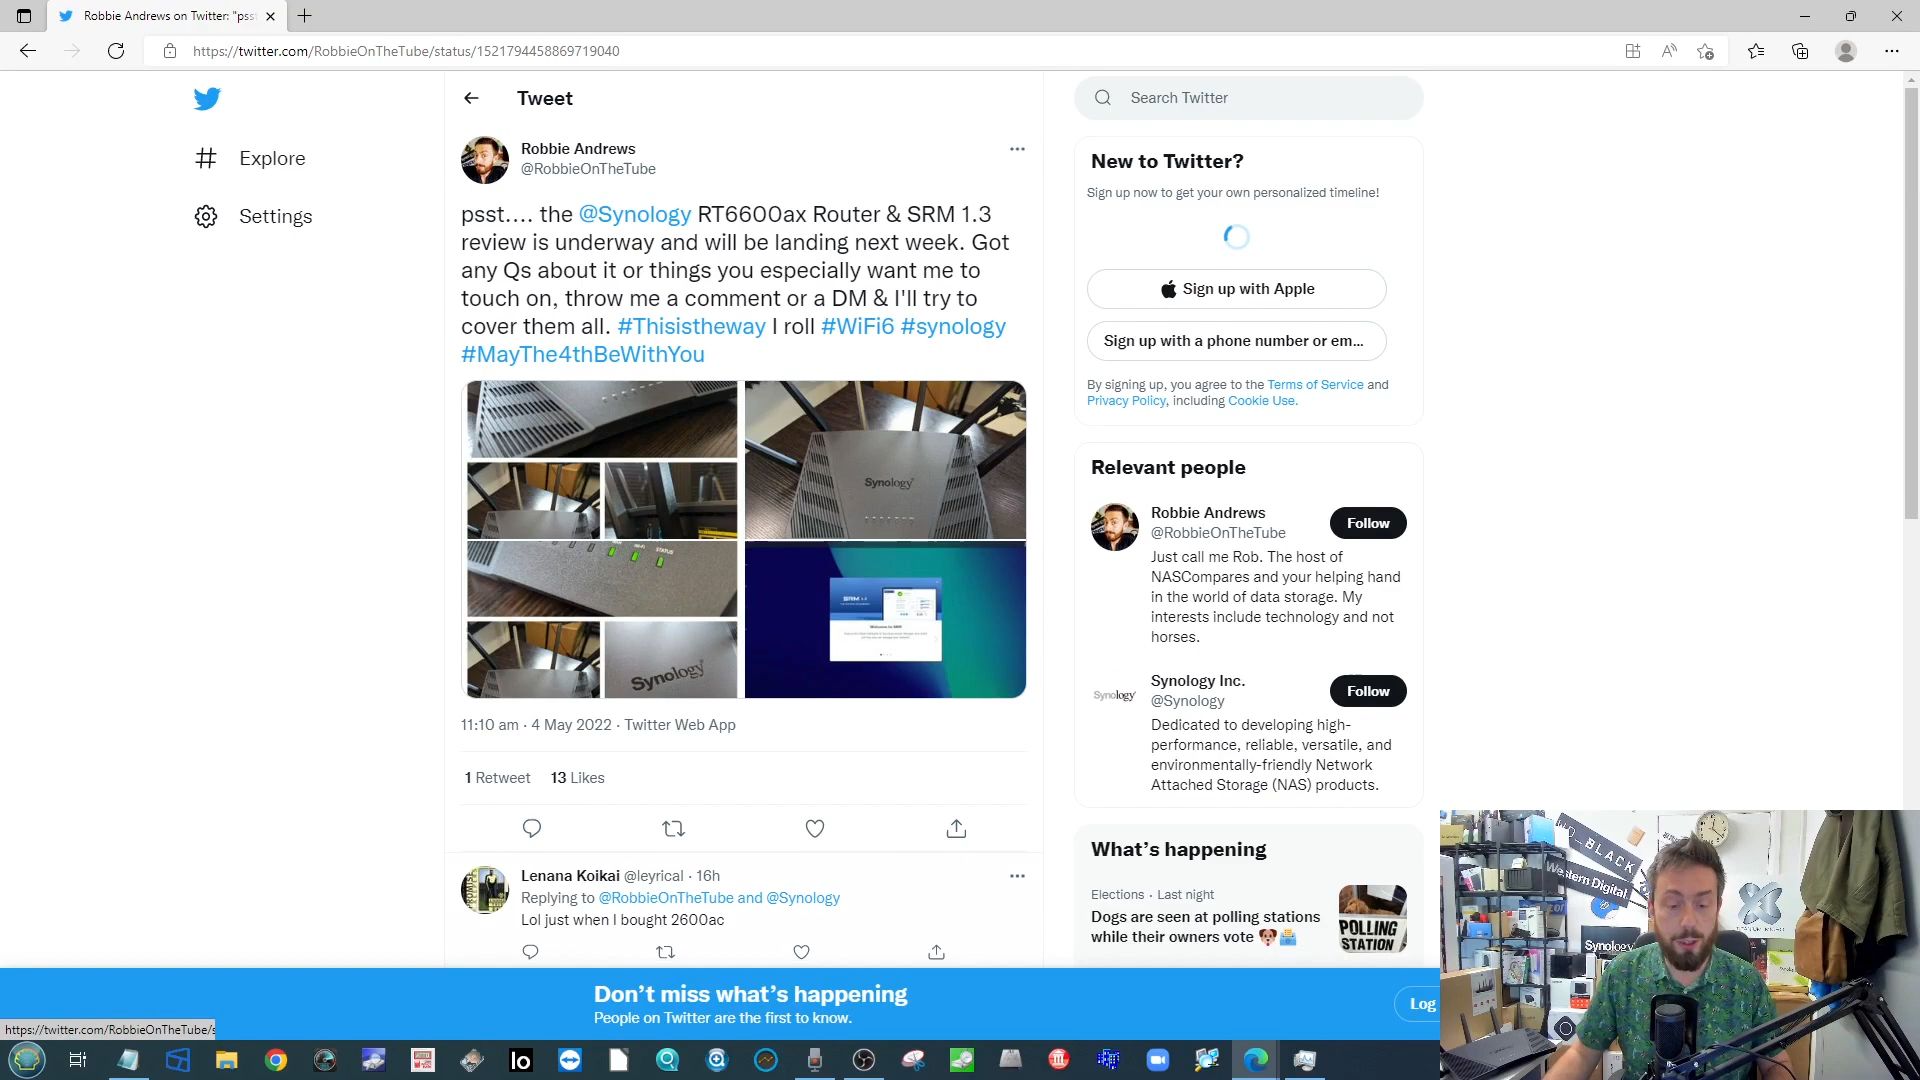 Robbie Andrews on Twitter: "pss
https://twitter.com/RobbieOnTheTube/status/1521794458869719040
Explore
Settings
Tweet
Robbie Andrews
@RobbieOnTheTube
psst.... the @Synology RT6600ax Router & SRM 1.3
review is underway and will be landing next week. Got
any Qs about it or things you especially want me to
touch on, throw me a comment or a DM & I'll try to
cover them all. #Thisistheway I roll #WiFi6 #synology
#MayThe4thBeWithYou
Synology
STATUS
Synology
SRM
11:10 am · 4 May 2022 · Twitter Web App
1 Retweet 13 Likes
Lenana Koikai @leyrical · 16h
Replying to @RobbieOnTheTube and @Synology
Lol just when I bought 2600ac
Search Twitter
New to Twitter?
Sign up now to get your own personalized timeline!
Sign up with Apple
Sign up with a phone number or em...
By signing up, you agree to the Terms of Service and
Privacy Policy, including Cookie Use.
Relevant people
Robbie Andrews
@RobbieOnTheTube
Follow
Just call me Rob. The host of
NASCompares and your helping hand
in the world of data storage. My
interests include technology and not
horses.
Synology
Synology Inc.
@Synology
Follow
Dedicated to developing high-
performance, reliable, versatile, and
environmentally-friendly Network
Attached Storage (NAS) products.
What's happening
Elections · Last night
Dogs are seen at polling stations
while their owners vote 🐶🗳️
POLLING
STATION
Don't miss what's happening
People on Twitter are the first to know.
Log
https://twitter.com/RobbieOnTheTube/s
Io
WD_BLACK
Western Digital
Synology